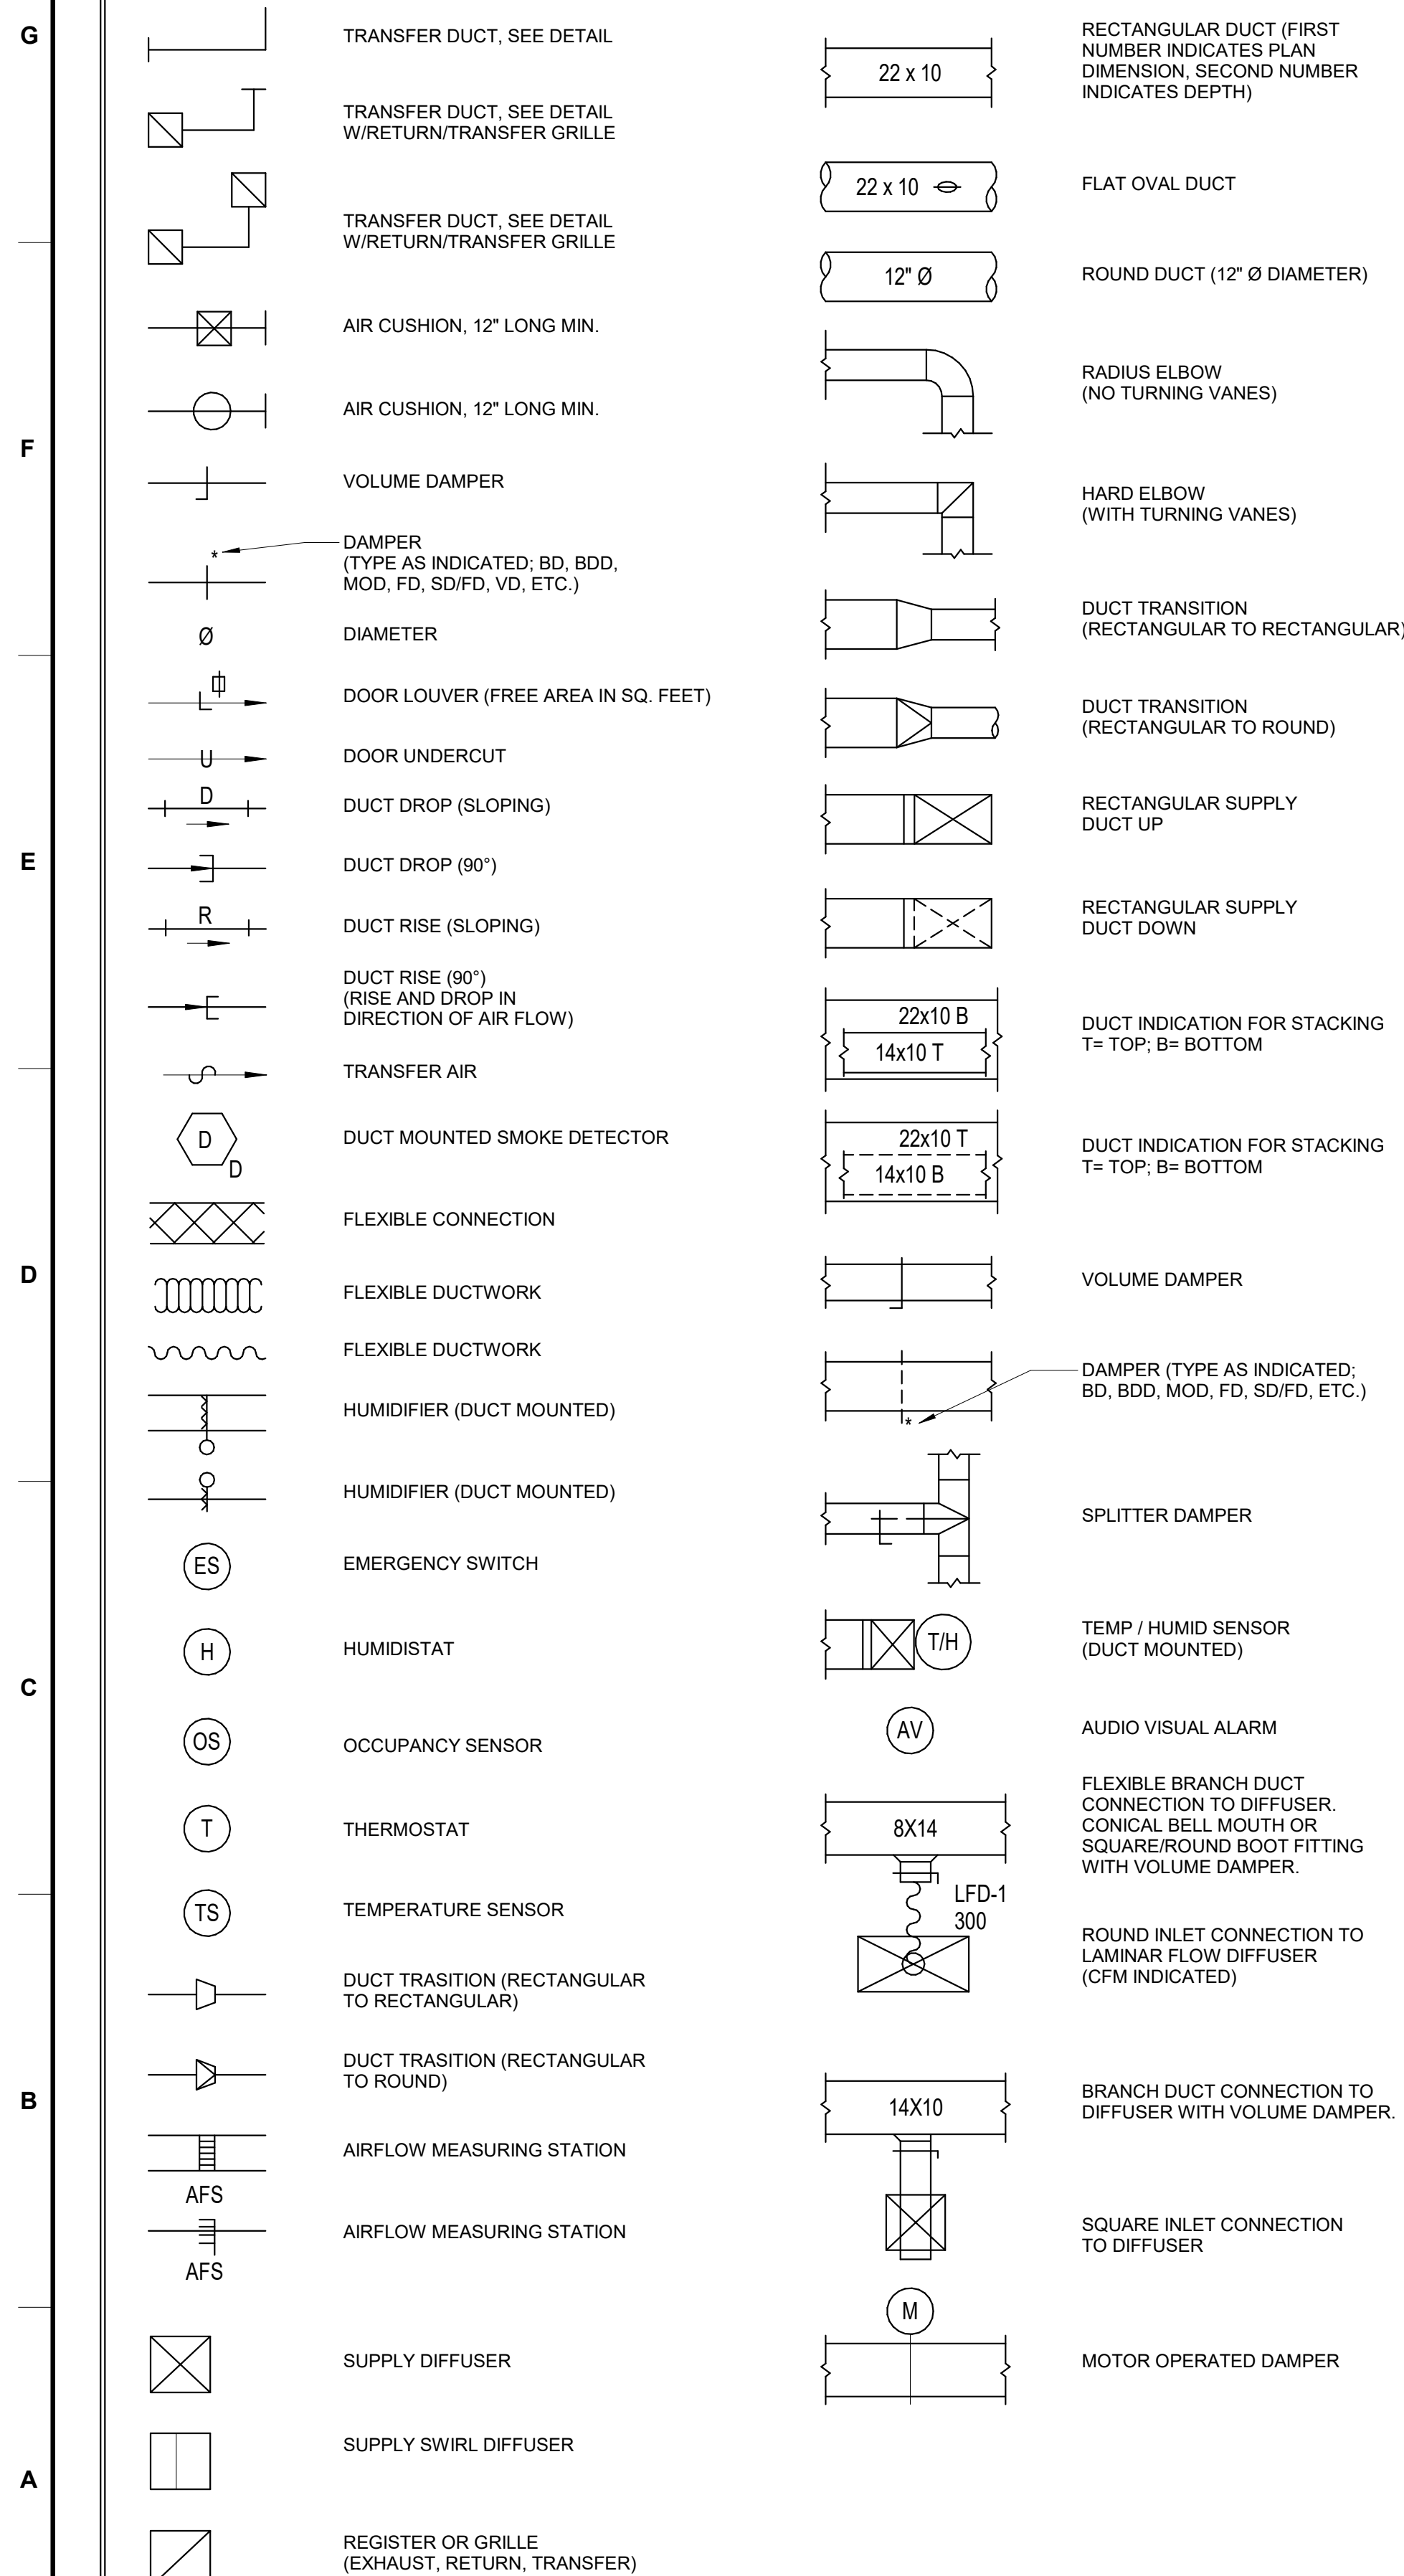 G
TRANSFER DUCT, SEE DETAIL
TRANSFER DUCT, SEE DETAIL
W/RETURN/TRANSFER GRILLE
TRANSFER DUCT, SEE DETAIL
W/RETURN/TRANSFER GRILLE
AIR CUSHION, 12" LONG MIN.
AIR CUSHION, 12" LONG MIN.
F
VOLUME DAMPER
*
DAMPER
(TYPE AS INDICATED; BD, BDD,
MOD, FD, SD/FD, VD, ETC.)
Ø
DIAMETER
L
DOOR LOUVER (FREE AREA IN SQ. FEET)
U
DOOR UNDERCUT
D
DUCT DROP (SLOPING)
E
DUCT DROP (90°)
R
DUCT RISE (SLOPING)
DUCT RISE (90°)
(RISE AND DROP IN
DIRECTION OF AIR FLOW)
TRANSFER AIR
D
D
DUCT MOUNTED SMOKE DETECTOR
FLEXIBLE CONNECTION
D
FLEXIBLE DUCTWORK
FLEXIBLE DUCTWORK
HUMIDIFIER (DUCT MOUNTED)
HUMIDIFIER (DUCT MOUNTED)
ES
EMERGENCY SWITCH
H
HUMIDISTAT
C
OS
OCCUPANCY SENSOR
T
THERMOSTAT
TS
TEMPERATURE SENSOR
DUCT TRASITION (RECTANGULAR
TO RECTANGULAR)
DUCT TRASITION (RECTANGULAR
TO ROUND)
B
AIRFLOW MEASURING STATION
AFS
AIRFLOW MEASURING STATION
AFS
SUPPLY DIFFUSER
SUPPLY SWIRL DIFFUSER
A
REGISTER OR GRILLE
(EXHAUST, RETURN, TRANSFER)
22 x 10
RECTANGULAR DUCT (FIRST
NUMBER INDICATES PLAN
DIMENSION, SECOND NUMBER
INDICATES DEPTH)
22 x 10
FLAT OVAL DUCT
12" Ø
ROUND DUCT (12" Ø DIAMETER)
RADIUS ELBOW
(NO TURNING VANES)
HARD ELBOW
(WITH TURNING VANES)
DUCT TRANSITION
(RECTANGULAR TO RECTANGULAR)
DUCT TRANSITION
(RECTANGULAR TO ROUND)
RECTANGULAR SUPPLY
DUCT UP
RECTANGULAR SUPPLY
DUCT DOWN
22x10 B
14x10 T
DUCT INDICATION FOR STACKING
T= TOP; B= BOTTOM
22x10 T
14x10 B
DUCT INDICATION FOR STACKING
T= TOP; B= BOTTOM
VOLUME DAMPER
*
DAMPER (TYPE AS INDICATED;
BD, BDD, MOD, FD, SD/FD, ETC.)
SPLITTER DAMPER
T/H
TEMP / HUMID SENSOR
(DUCT MOUNTED)
AV
AUDIO VISUAL ALARM
8X14
FLEXIBLE BRANCH DUCT
CONNECTION TO DIFFUSER.
CONICAL BELL MOUTH OR
SQUARE/ROUND BOOT FITTING
WITH VOLUME DAMPER.
LFD-1
300
ROUND INLET CONNECTION TO
LAMINAR FLOW DIFFUSER
(CFM INDICATED)
14X10
BRANCH DUCT CONNECTION TO
DIFFUSER WITH VOLUME DAMPER.
SQUARE INLET CONNECTION
TO DIFFUSER
M
MOTOR OPERATED DAMPER